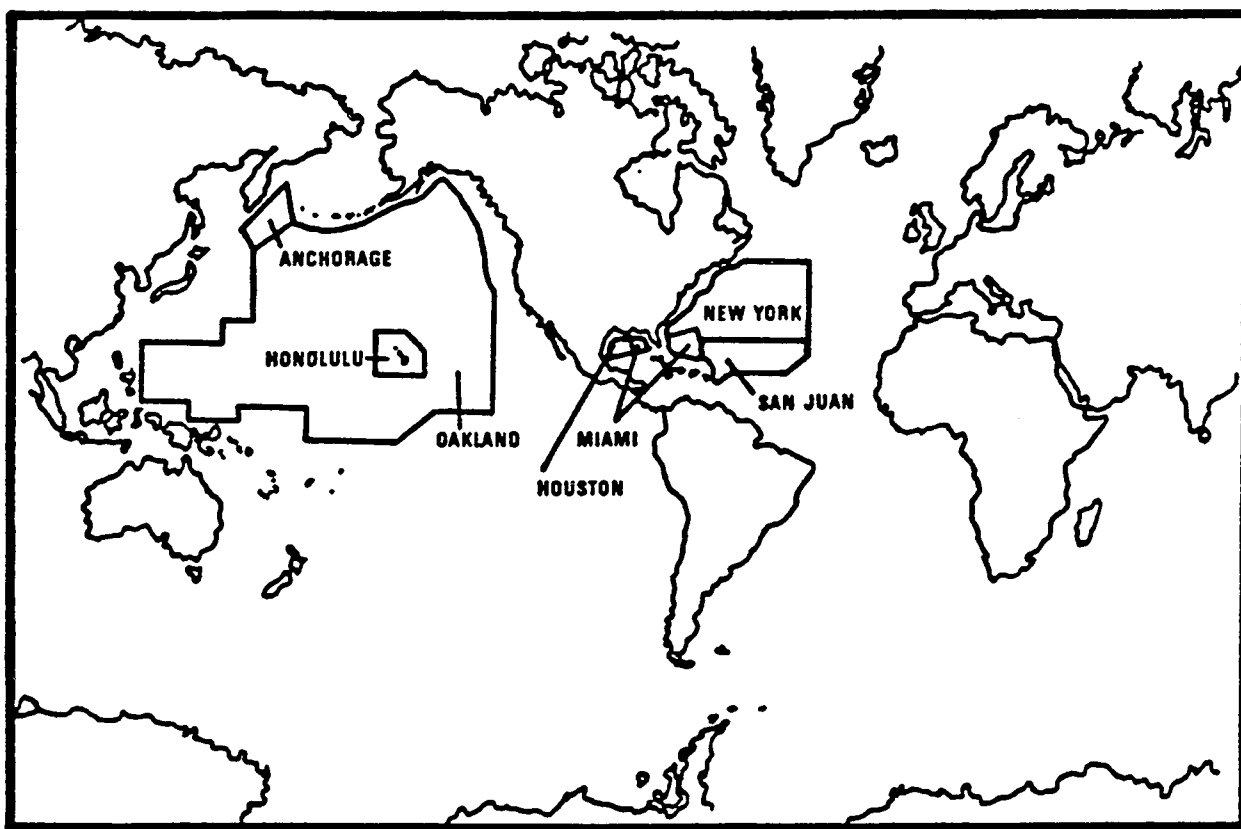 ANCHORAGE
NEW YORK
HONOLULU
SAN JUAN
OAKLAND
MIAMI
HOUSTON